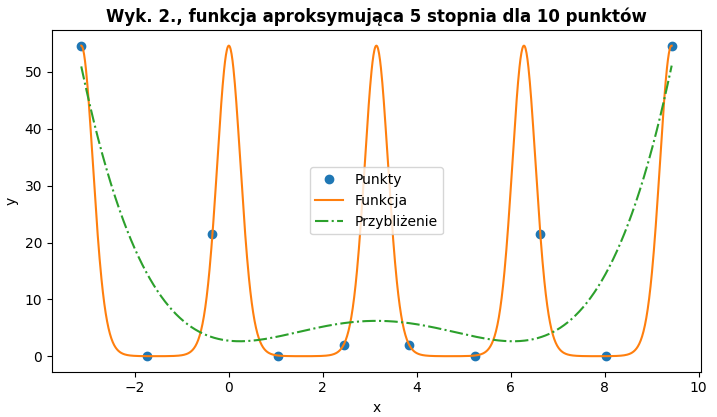 Wyk. 2., funkcja aproksymująca 5 stopnia dla 10 punktów
50
40
30
20
10
0
y
Punkty
Funkcja
Przybliżenie
−2 0 2 4 6 8 10
x